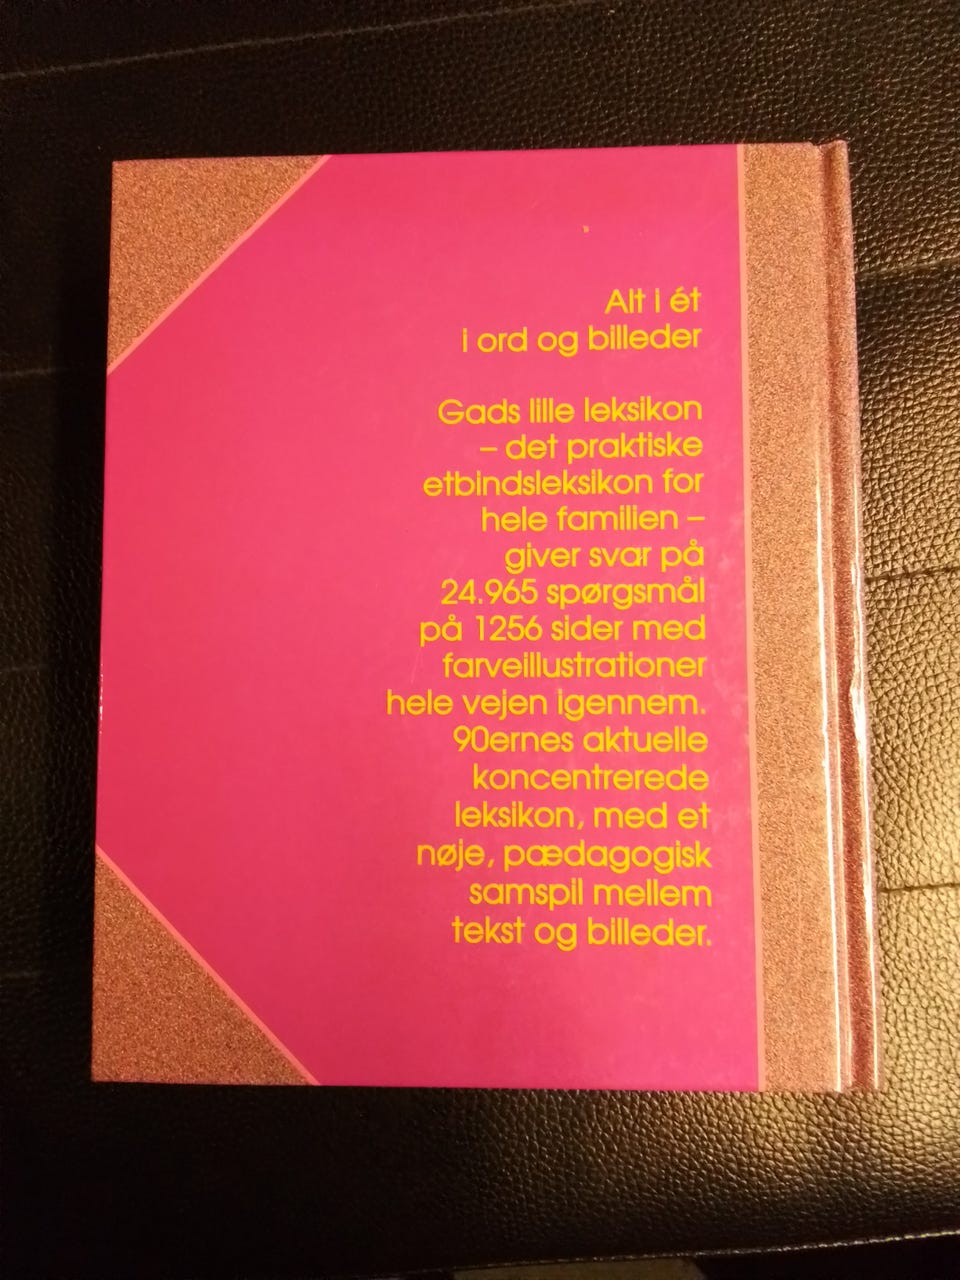 Alt i ét
i ord og billeder
Gads lille leksikon
– det praktiske
etbindsleksikon for
hele familien –
giver svar på
24.965 spørgsmål
på 1256 sider med
farveillustrationer
hele vejen igennem.
90ernes aktuelle
koncentrerede
leksikon, med et
nøje, pædagogisk
samspil mellem
tekst og billeder.